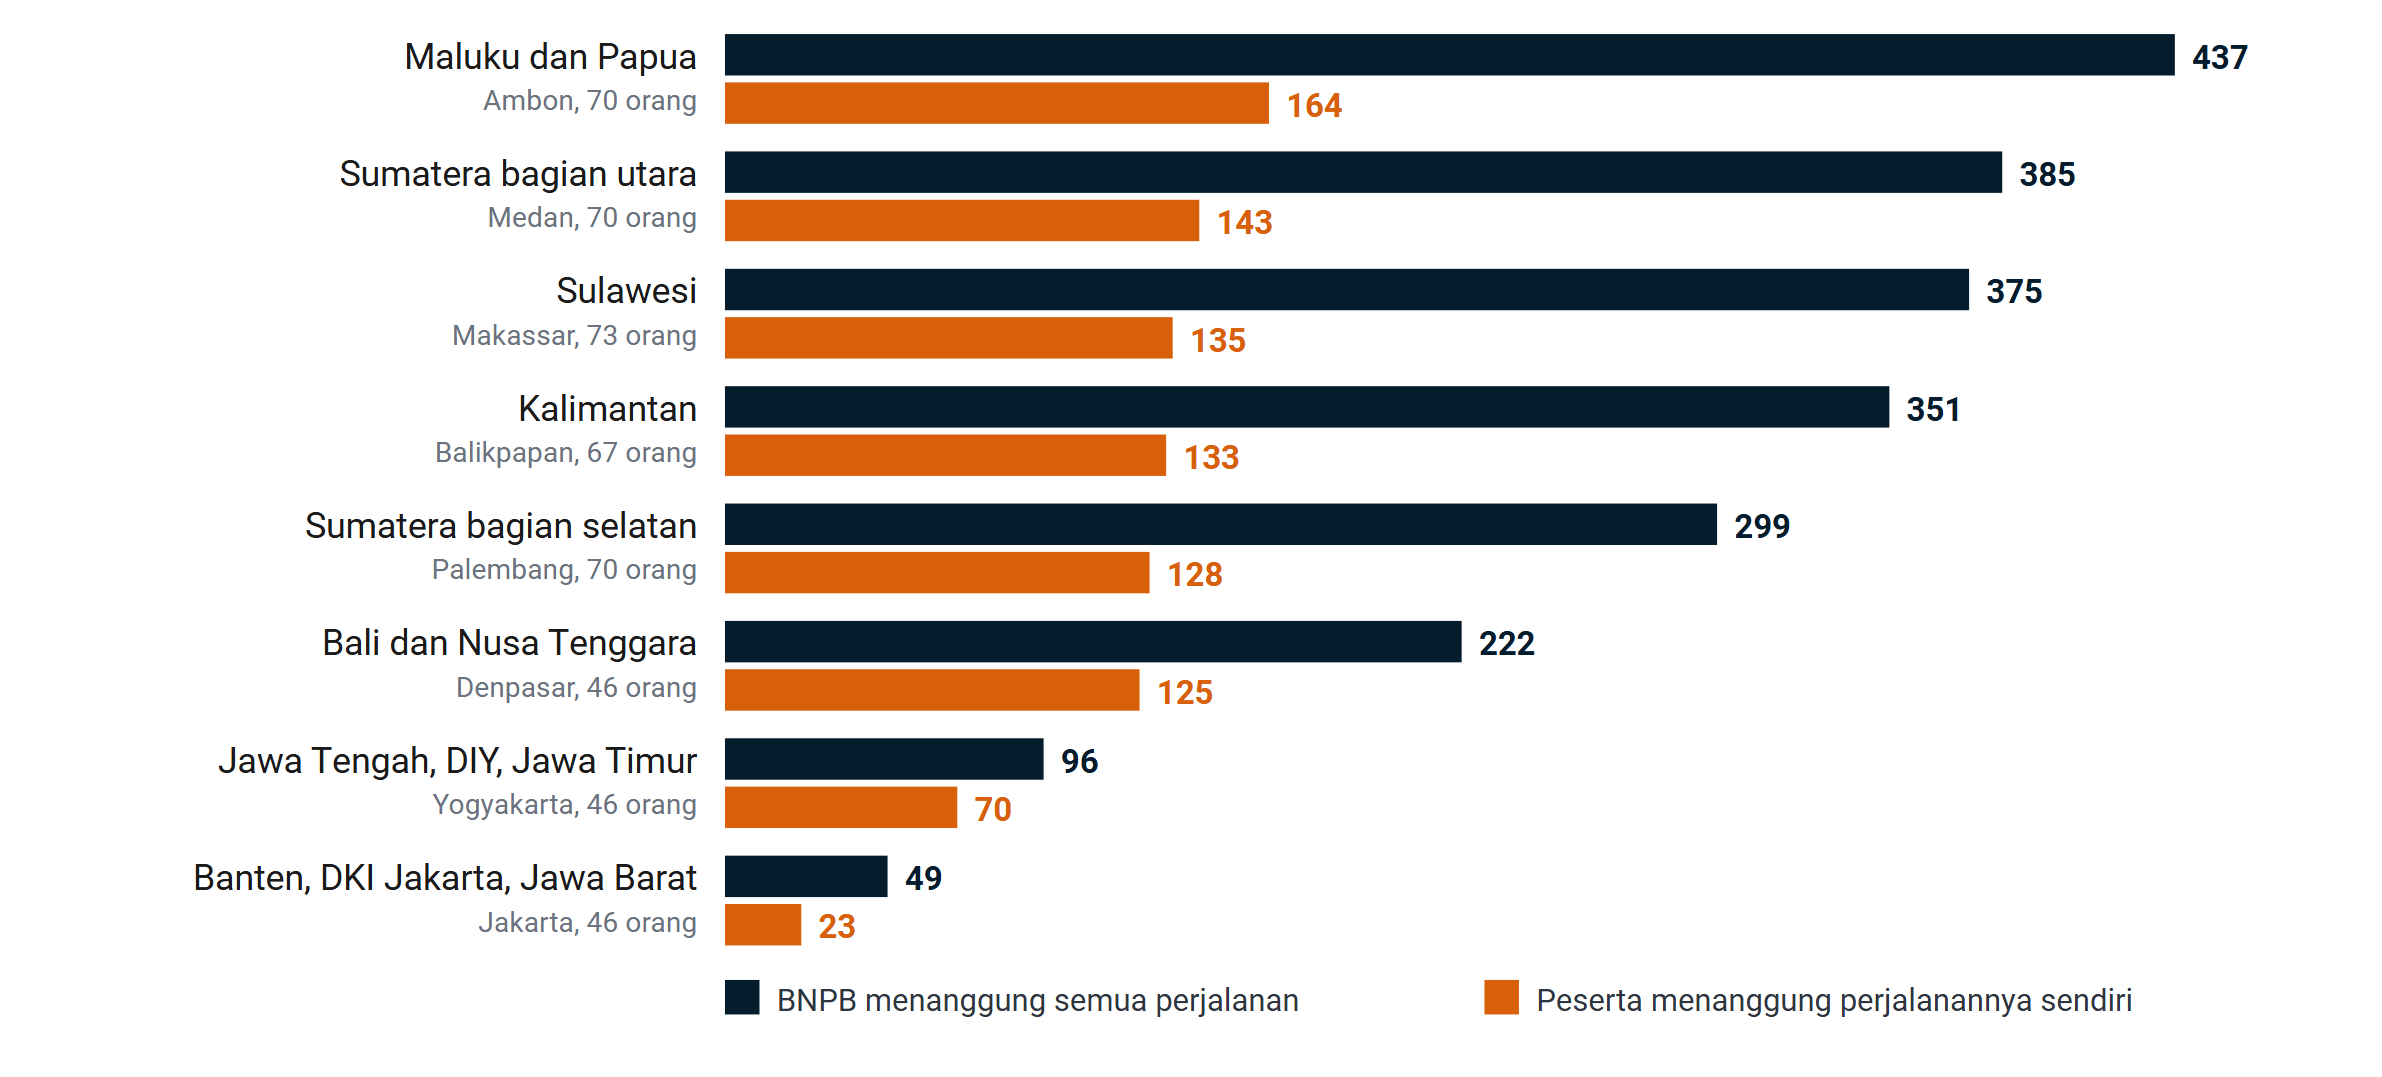 Maluku dan Papua
437
Ambon, 70 orang
164
Sumatera bagian utara
385
Medan, 70 orang
143
Sulawesi
375
Makassar, 73 orang
135
Kalimantan
351
Balikpapan, 67 orang
133
Sumatera bagian selatan
299
Palembang, 70 orang
128
Bali dan Nusa Tenggara
222
Denpasar, 46 orang
125
Jawa Tengah, DIY, Jawa Timur
96
Yogyakarta, 46 orang
70
Banten, DKI Jakarta, Jawa Barat
49
Jakarta, 46 orang
23
BNPB menanggung semua perjalanan
Peserta menanggung perjalanannya sendiri